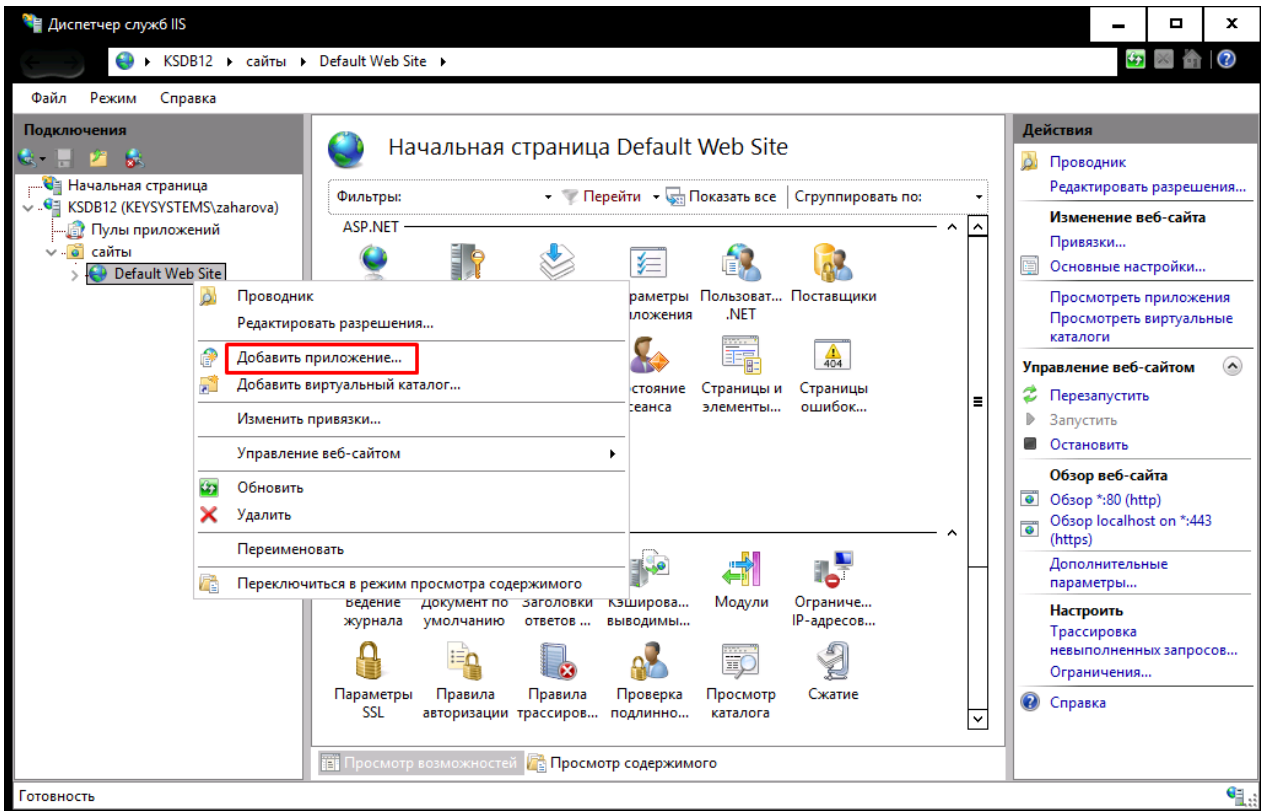 Диспетчер служб IIS
KSDB12 сайты Default Web Site
Файл Режим Справка
Подключения
Начальная страница
KSDB12 (KEYSYSTEMS\zaharova)
Пулы приложений
сайты
Default Web Site
Проводник
Редактировать разрешения...
Добавить приложение...
Добавить виртуальный каталог...
Изменить привязки...
Управление веб-сайтом
Обновить
Удалить
Переименовать
Переключиться в режим просмотра содержимого
Начальная страница Default Web Site
Фильтры: Перейти Показать все Сгруппировать по:
ASP.NET
раметры Пользоват... Поставщики
ложения .NET
404
стояние Страницы и Страницы
еанса элементы... ошибок...
Ведение Документ по Заголовки Кэширова... Модули Ограниче...
журнала умолчанию ответов ... выводимы... IP-адресов...
Параметры Правила Правила Проверка Просмотр Сжатие
SSL авторизации трассиров... подлинно... каталога
Просмотр возможностей Просмотр содержимого
Действия
Проводник
Редактировать разрешения...
Изменение веб-сайта
Привязки...
Основные настройки...
Просмотреть приложения
Просмотреть виртуальные
каталоги
Управление веб-сайтом
Перезапустить
Запустить
Остановить
Обзор веб-сайта
Обзор *:80 (http)
Обзор localhost on *:443
(https)
Дополнительные
параметры...
Настроить
Трассировка
невыполненных запросов...
Ограничения...
Справка
Готовность